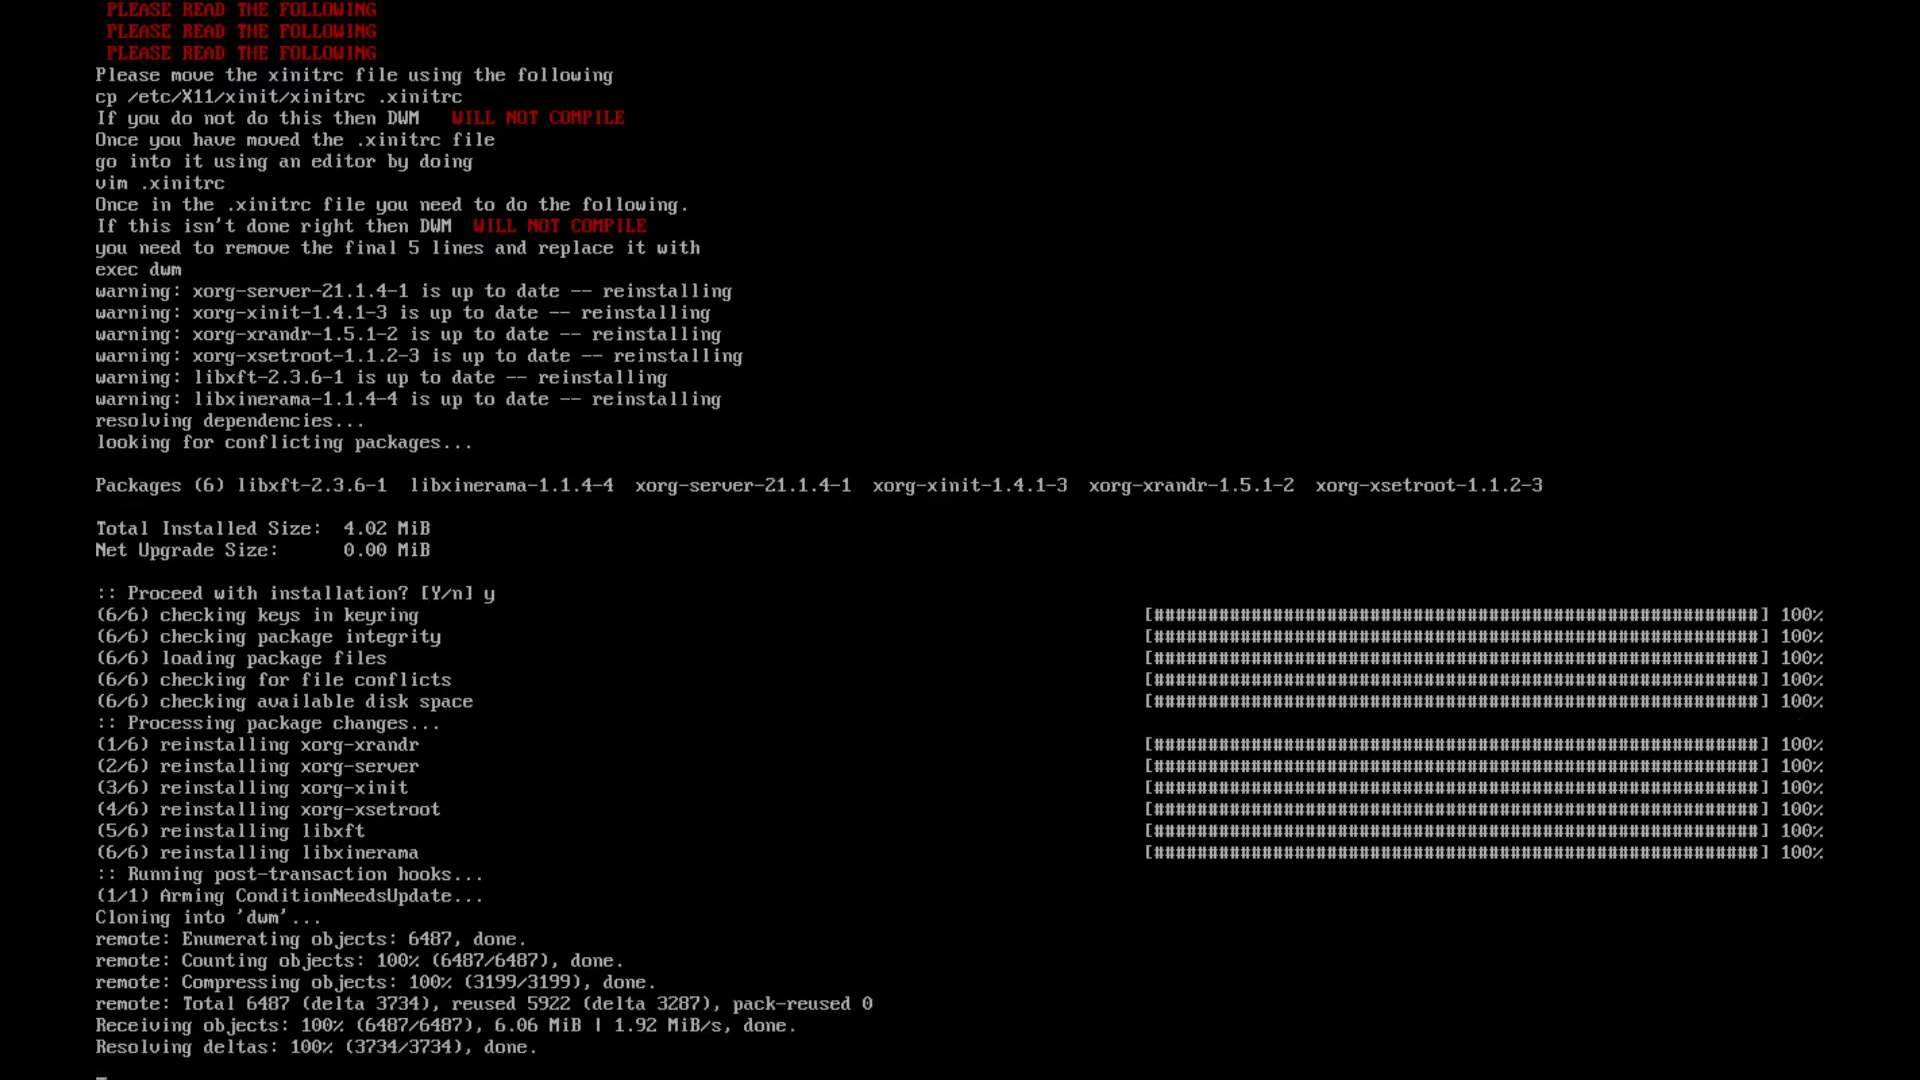 PLEASE READ THE FOLLOWING
PLEASE READ THE FOLLOWING
PLEASE READ THE FOLLOWING
Please move the xinitrc file using the following
cp /etc/X11/xinit/xinitrc .xinitrc
If you do not do this then DWM   WILL NOT COMPILE
Once you have moved the .xinitrc file
go into it using an editor by doing
vim .xinitrc
Once in the .xinitrc file you need to do the following.
If this isn't done right then DWM  WILL NOT COMPILE
you need to remove the final 5 lines and replace it with
exec dwm
warning: xorg-server-21.1.4-1 is up to date -- reinstalling
warning: xorg-xinit-1.4.1-3 is up to date -- reinstalling
warning: xorg-xrandr-1.5.1-2 is up to date -- reinstalling
warning: xorg-xsetroot-1.1.2-3 is up to date -- reinstalling
warning: libxft-2.3.6-1 is up to date -- reinstalling
warning: libxinerama-1.1.4-4 is up to date -- reinstalling
resolving dependencies...
looking for conflicting packages...
Packages (6) libxft-2.3.6-1  libxinerama-1.1.4-4  xorg-server-21.1.4-1  xorg-xinit-1.4.1-3  xorg-xrandr-1.5.1-2  xorg-xsetroot-1.1.2-3
Total Installed Size:  4.02 MiB
Net Upgrade Size:      0.00 MiB
:: Proceed with installation? [Y/n] y
(6/6) checking keys in keyring [########################################################] 100%
(6/6) checking package integrity [########################################################] 100%
(6/6) loading package files [########################################################] 100%
(6/6) checking for file conflicts [########################################################] 100%
(6/6) checking available disk space [########################################################] 100%
:: Processing package changes...
(1/6) reinstalling xorg-xrandr [########################################################] 100%
(2/6) reinstalling xorg-server [########################################################] 100%
(3/6) reinstalling xorg-xinit [########################################################] 100%
(4/6) reinstalling xorg-xsetroot [########################################################] 100%
(5/6) reinstalling libxft [########################################################] 100%
(6/6) reinstalling libxinerama [########################################################] 100%
:: Running post-transaction hooks...
(1/1) Arming ConditionNeedsUpdate...
Cloning into 'dwm'...
remote: Enumerating objects: 6487, done.
remote: Counting objects: 100% (6487/6487), done.
remote: Compressing objects: 100% (3199/3199), done.
remote: Total 6487 (delta 3734), reused 5922 (delta 3287), pack-reused 0
Receiving objects: 100% (6487/6487), 6.06 MiB | 1.92 MiB/s, done.
Resolving deltas: 100% (3734/3734), done.